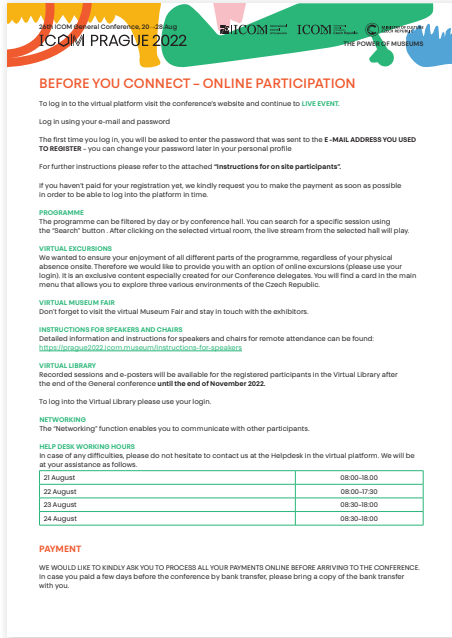 26th ICOM General Conference, 20 – 28 Aug
ICOM PRAGUE 2022
ICOM
ICOM
MINISTRY OF CULTURE
CZECH REPUBLIC
THE POWER OF MUSEUMS
BEFORE YOU CONNECT – ONLINE PARTICIPATION
To log in to the virtual platform visit the conference's website and continue to LIVE EVENT.
Log in using your e-mail and password
The first time you log in, you will be asked to enter the password that was sent to the E -MAIL ADDRESS YOU USED
TO REGISTER – you can change your password later in your personal profile
For further instructions please refer to the attached "Instructions for on site participants".
If you haven't paid for your registration yet, we kindly request you to make the payment as soon as possible
in order to be able to log into the platform in time.
PROGRAMME
The programme can be filtered by day or by conference hall. You can search for a specific session using
the "Search" button . After clicking on the selected virtual room, the live stream from the selected hall will play.
VIRTUAL EXCURSIONS
We wanted to ensure your enjoyment of all different parts of the programme, regardless of your physical
absence onsite. Therefore we would like to provide you with an option of online excursions (please use your
login). It is an exclusive content especially created for our Conference delegates. You will find a card in the main
menu that allows you to explore three various environments of the Czech Republic.
VIRTUAL MUSEUM FAIR
Don't forget to visit the virtual Museum Fair and stay in touch with the exhibitors.
INSTRUCTIONS FOR SPEAKERS AND CHAIRS
Detailed information and instructions for speakers and chairs for remote attendance can be found:
https://prague2022.icom.museum/instructions-for-speakers
VIRTUAL LIBRARY
Recorded sessions and e-posters will be available for the registered participants in the Virtual Library after
the end of the General conference until the end of November 2022.
To log into the Virtual Library please use your login.
NETWORKING
The "Networking" function enables you to communicate with other participants.
HELP DESK WORKING HOURS
In case of any difficulties, please do not hesitate to contact us at the Helpdesk in the virtual platform. We will be
at your assistance as follows.
21 August 08:00–18.00
22 August 08:00–17:30
23 August 08:30–18:00
24 August 08:30–18:00
PAYMENT
WE WOULD LIKE TO KINDLY ASK YOU TO PROCESS ALL YOUR PAYMENTS ONLINE BEFORE ARRIVING TO THE CONFERENCE.
In case you paid a few days before the conference by bank transfer, please bring a copy of the bank transfer
with you.